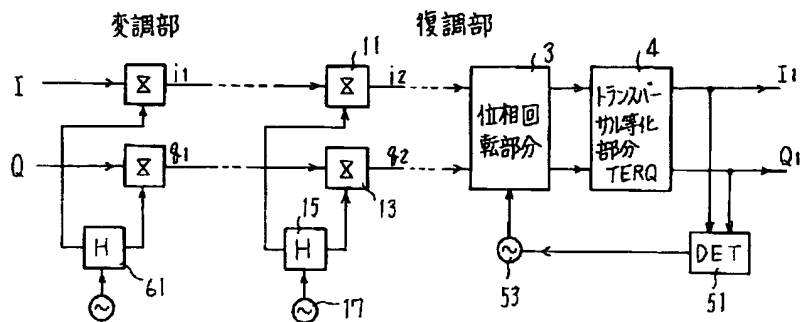 変調部
復調部
I
i1
11
i2
3
位相回
転部分
4
トランスバー
サル等化
部分
TERQ
I1
Q
q1
q2
13
Q1
H
61
15
H
17
53
DET
51